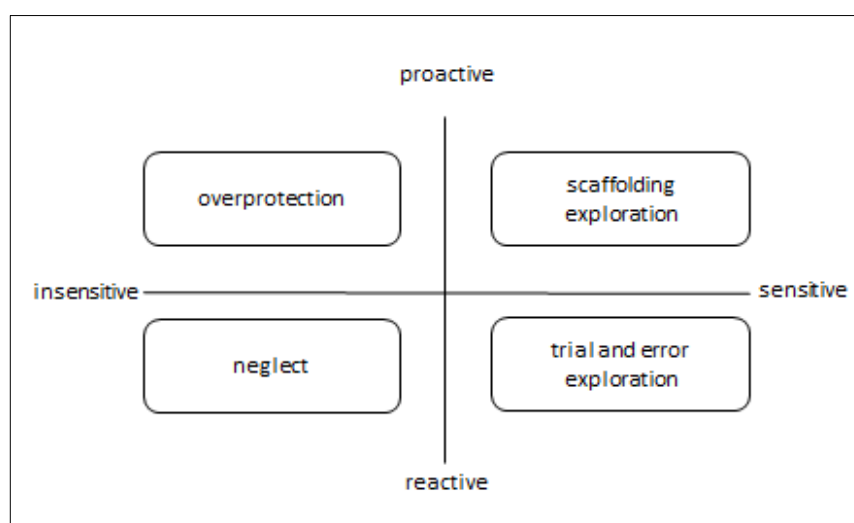 proactive
overprotection
scaffolding
exploration
insensitive
sensitive
neglect
trial and error
exploration
reactive